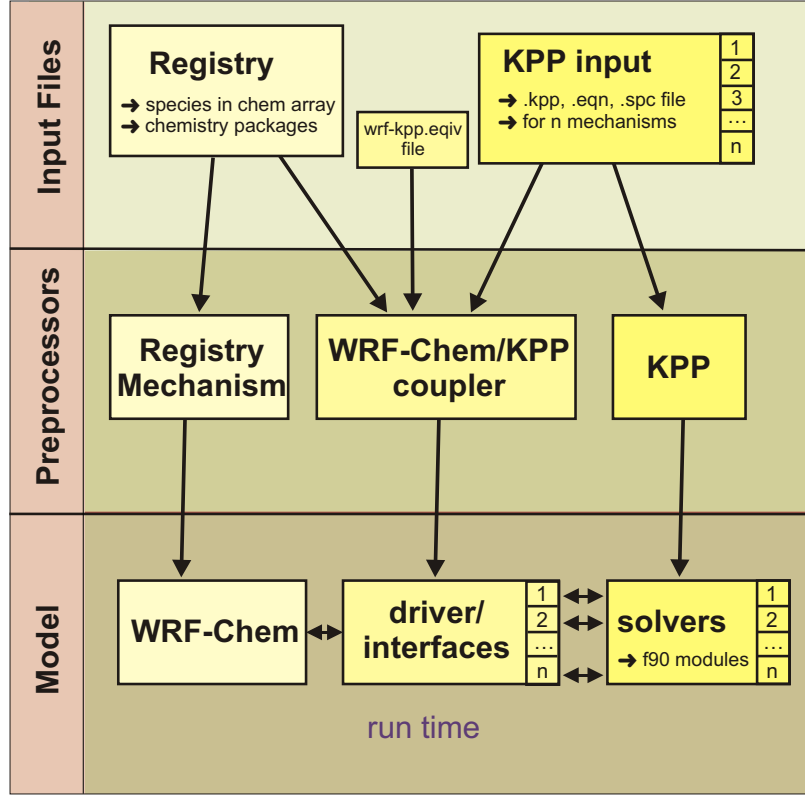 Input Files
Registry
➔ species in chem array
➔ chemistry packages
wrf-kpp.eqiv
file
KPP input
➔ .kpp, .eqn, .spc file
➔ for n mechanisms
1
2
3
...
n
Preprocessors
Registry
Mechanism
WRF-Chem/KPP
coupler
KPP
Model
WRF-Chem
driver/
interfaces
1
2
...
n
solvers
➔ f90 modules
1
2
...
n
run time